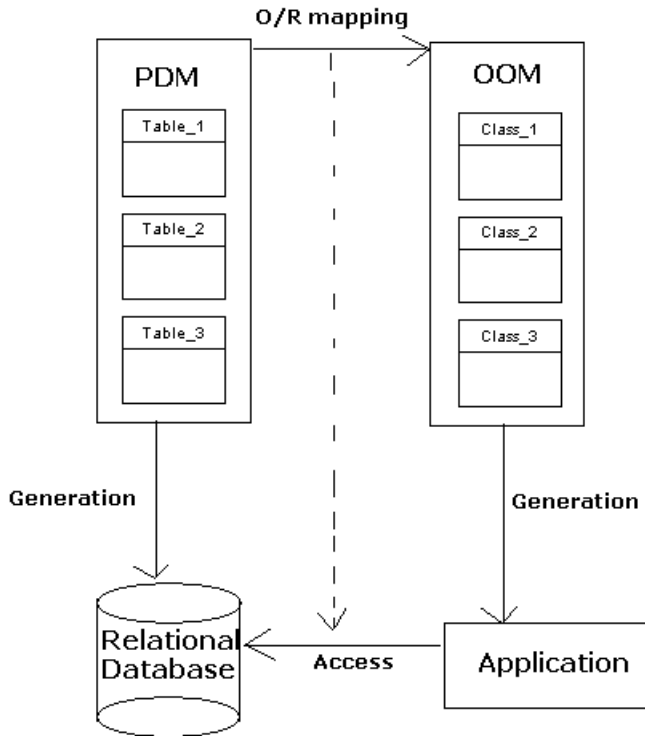 O/R mapping
PDM
OOM
Table_1
Class_1
Table_2
Class_2
Table_3
Class_3
Generation
Generation
Relational
Database
Access
Application